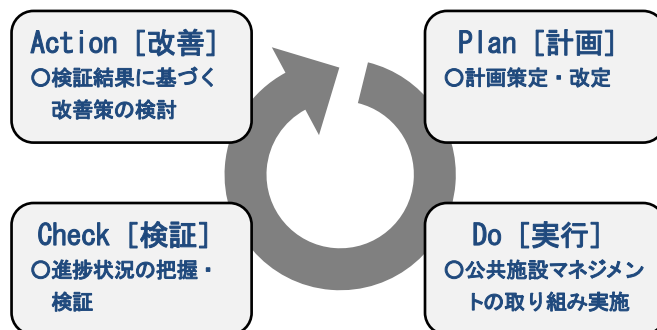 Action [改善]
○検証結果に基づく
改善策の検討
Plan [計画]
○計画策定・改定
Check [検証]
○進捗状況の把握・
検証
Do [実行]
○公共施設マネジメン
トの取り組み実施